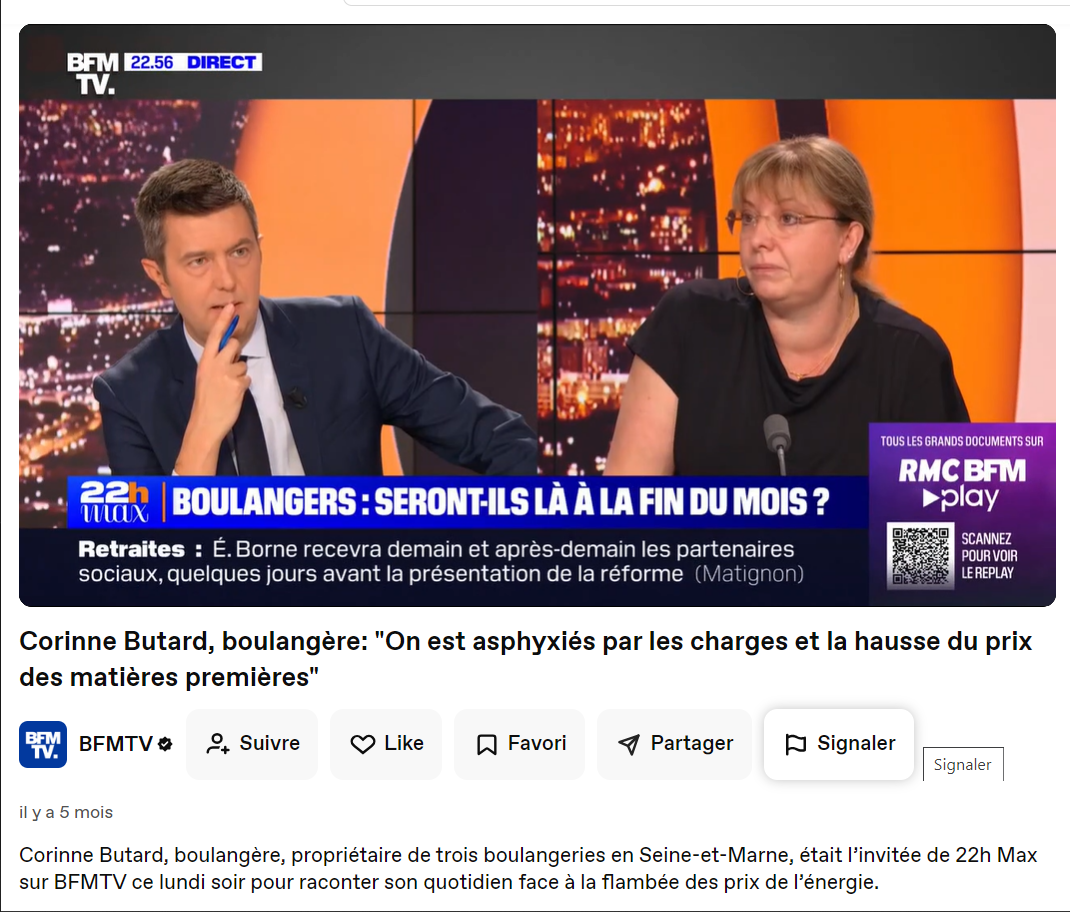 BFM
TV.
22.56 DIRECT
TOUS LES GRANDS DOCUMENTS SUR
RMC BFM
play
SCANNEZ
POUR VOIR
LE REPLAY
22h
max
BOULANGERS : SERONT-ILS LÀ À LA FIN DU MOIS ?
Retraites : É. Borne recevra demain et après-demain les partenaires
sociaux, quelques jours avant la présentation de la réforme (Matignon)
Corinne Butard, boulangère: "On est asphyxiés par les charges et la hausse du prix
des matières premières"
BFM
TV.
BFMTV
Suivre
Like
Favori
Partager
Signaler
Signaler
il y a 5 mois
Corinne Butard, boulangère, propriétaire de trois boulangeries en Seine-et-Marne, était l’invitée de 22h Max
sur BFMTV ce lundi soir pour raconter son quotidien face à la flambée des prix de l’énergie.